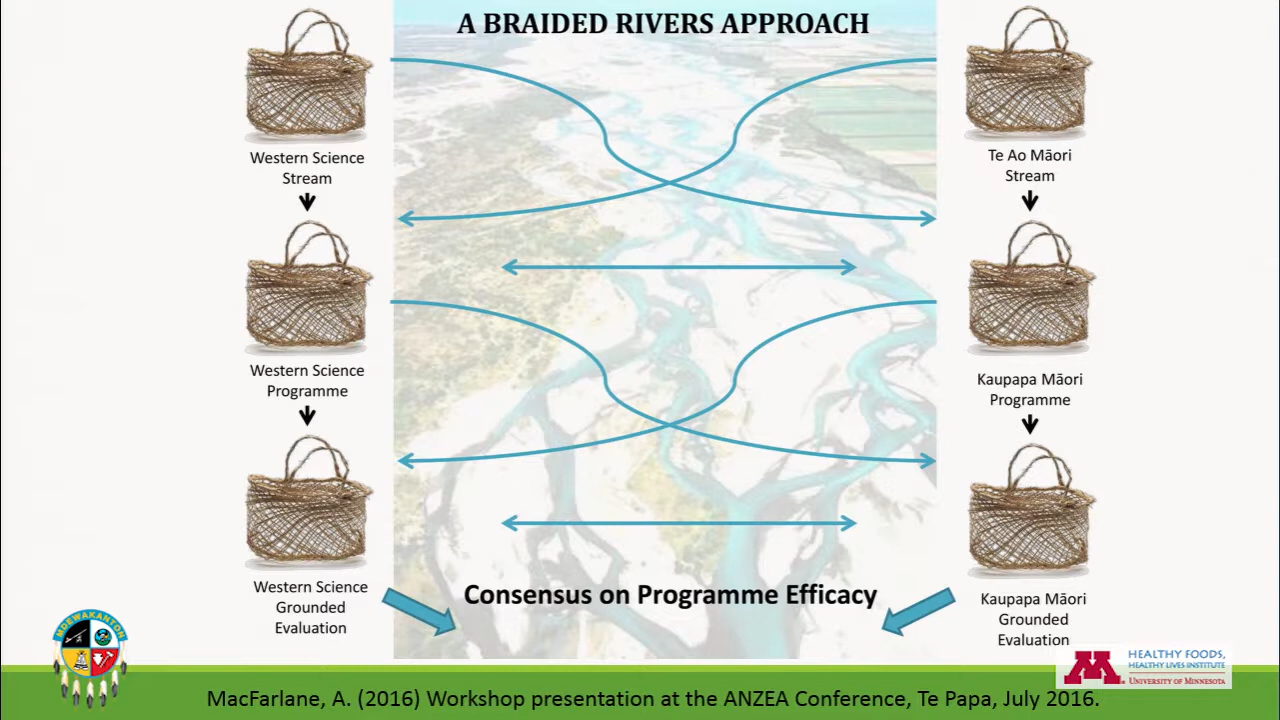 A BRAIDED RIVERS APPROACH
Western Science
Stream
Te Ao Māori
Stream
Western Science
Programme
Kaupapa Māori
Programme
Western Science
Grounded
Evaluation
Consensus on Programme Efficacy
Kaupapa Māori
Grounded
Evaluation
MDEWAKANTON
M
HEALTHY FOODS,
HEALTHY LIVES INSTITUTE
UNIVERSITY OF MINNESOTA
MacFarlane, A. (2016) Workshop presentation at the ANZEA Conference, Te Papa, July 2016.